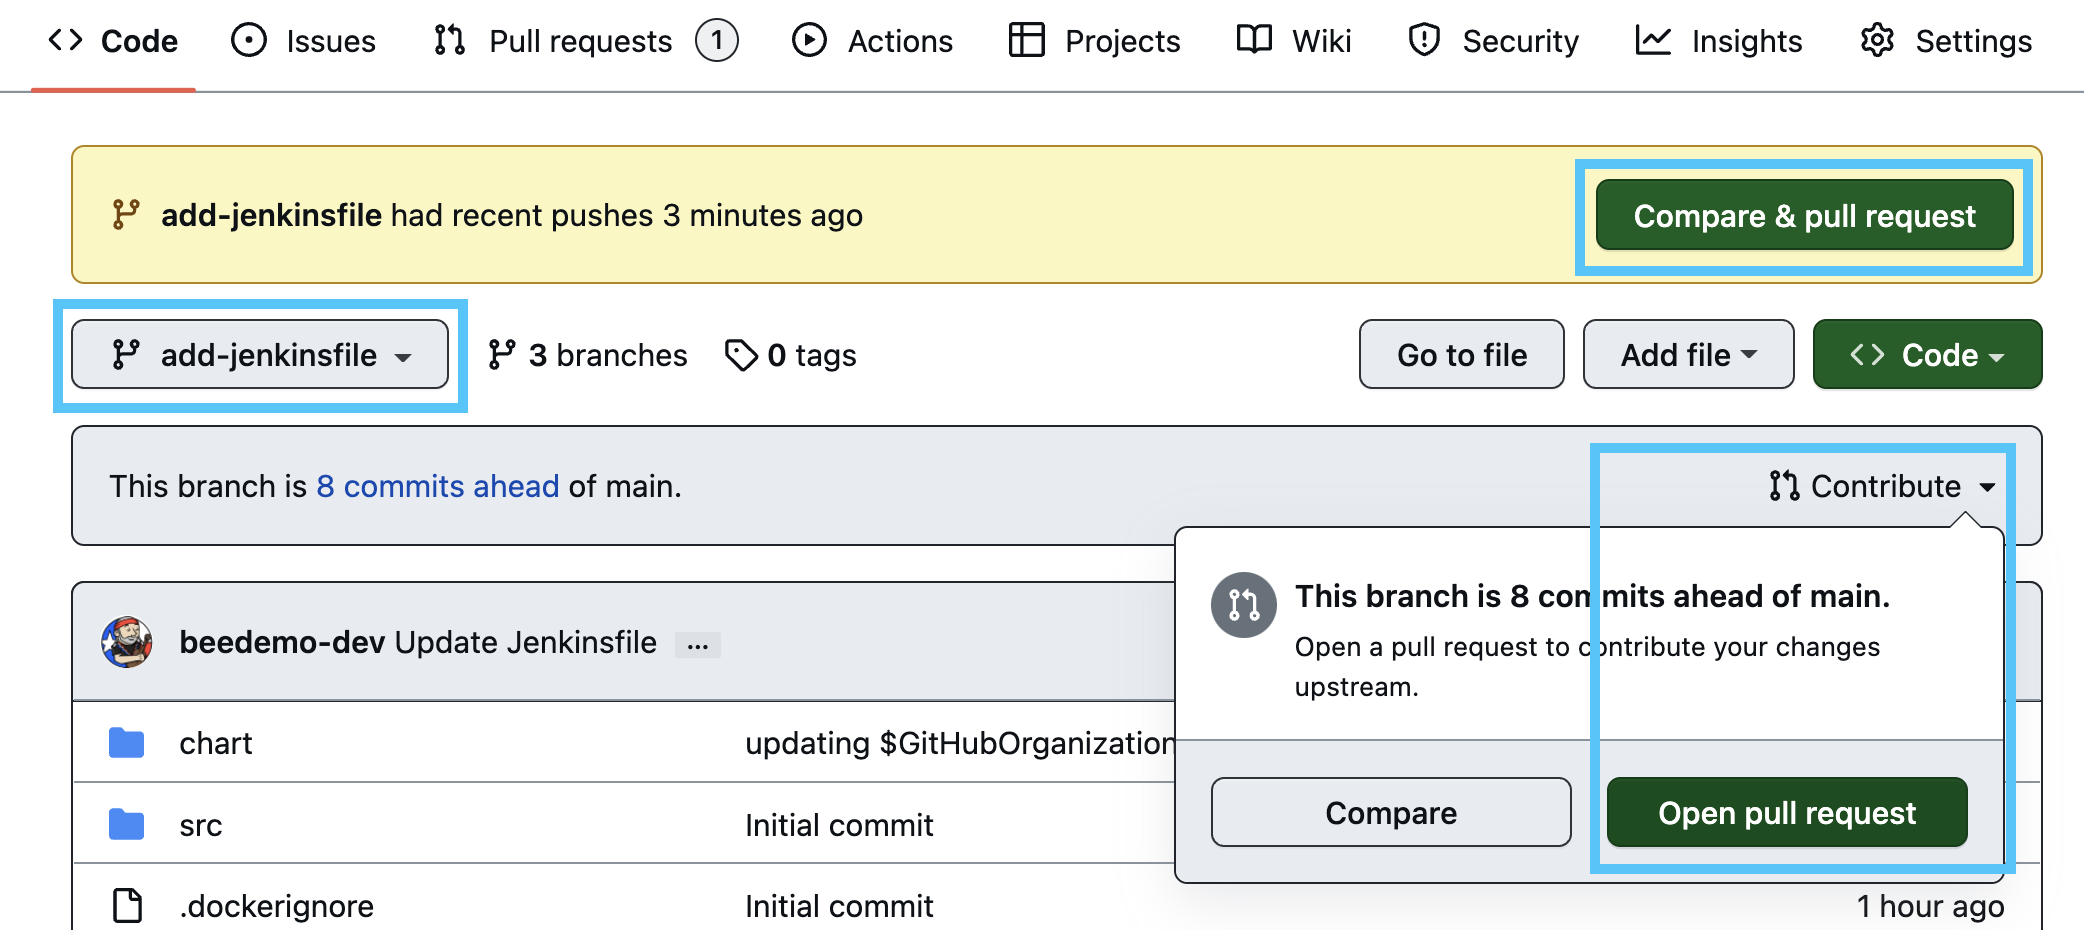 Code Issues Pull requests 1 Actions Projects Wiki Security Insights Settings
add-jenkinsfile had recent pushes 3 minutes ago Compare & pull request
add-jenkinsfile 3 branches 0 tags Go to file Add file Code
This branch is 8 commits ahead of main. Contribute
This branch is 8 commits ahead of main.
Open a pull request to contribute your changes
upstream.
Compare Open pull request
beedemo-dev Update Jenkinsfile ...
chart updating $GitHubOrganization
src Initial commit
.dockerignore Initial commit 1 hour ago